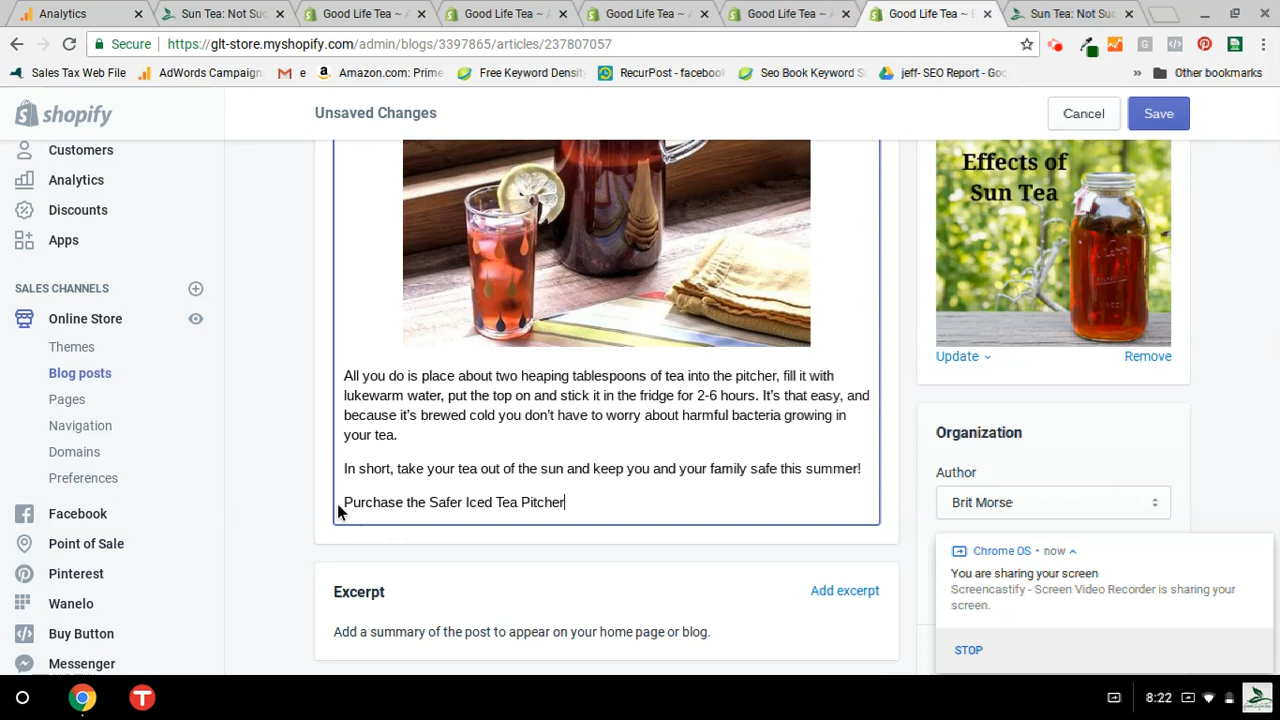 Analytics
Sun Tea: Not Suc
Good Life Tea ~ A
Good Life Tea ~ A
Good Life Tea ~ A
Good Life Tea ~ A
Good Life Tea ~ E
Sun Tea: Not Suc
Secure
https://glt-store.myshopify.com/admin/blogs/3397865/articles/237807057
Sales Tax Web File
AdWords Campaign
e
Amazon.com: Prime
Free Keyword Densit
RecurPost - facebook
Seo Book Keyword S
jeff- SEO Report - Goo
»
Other bookmarks
shopify
Unsaved Changes
Cancel
Save
Customers
Analytics
Discounts
Apps
SALES CHANNELS
Online Store
Themes
Blog posts
Pages
Navigation
Domains
Preferences
Facebook
Point of Sale
Pinterest
Wanelo
Buy Button
Messenger
All you do is place about two heaping tablespoons of tea into the pitcher, fill it with
lukewarm water, put the top on and stick it in the fridge for 2-6 hours. It's that easy, and
because it's brewed cold you don't have to worry about harmful bacteria growing in
your tea.
In short, take your tea out of the sun and keep you and your family safe this summer!
Purchase the Safer Iced Tea Pitcher
Excerpt
Add excerpt
Add a summary of the post to appear on your home page or blog.
Effects of
Sun Tea
Update
Remove
Organization
Author
Brit Morse
Chrome OS • now
You are sharing your screen
Screencastify - Screen Video Recorder is sharing your
screen.
STOP
T
8:22